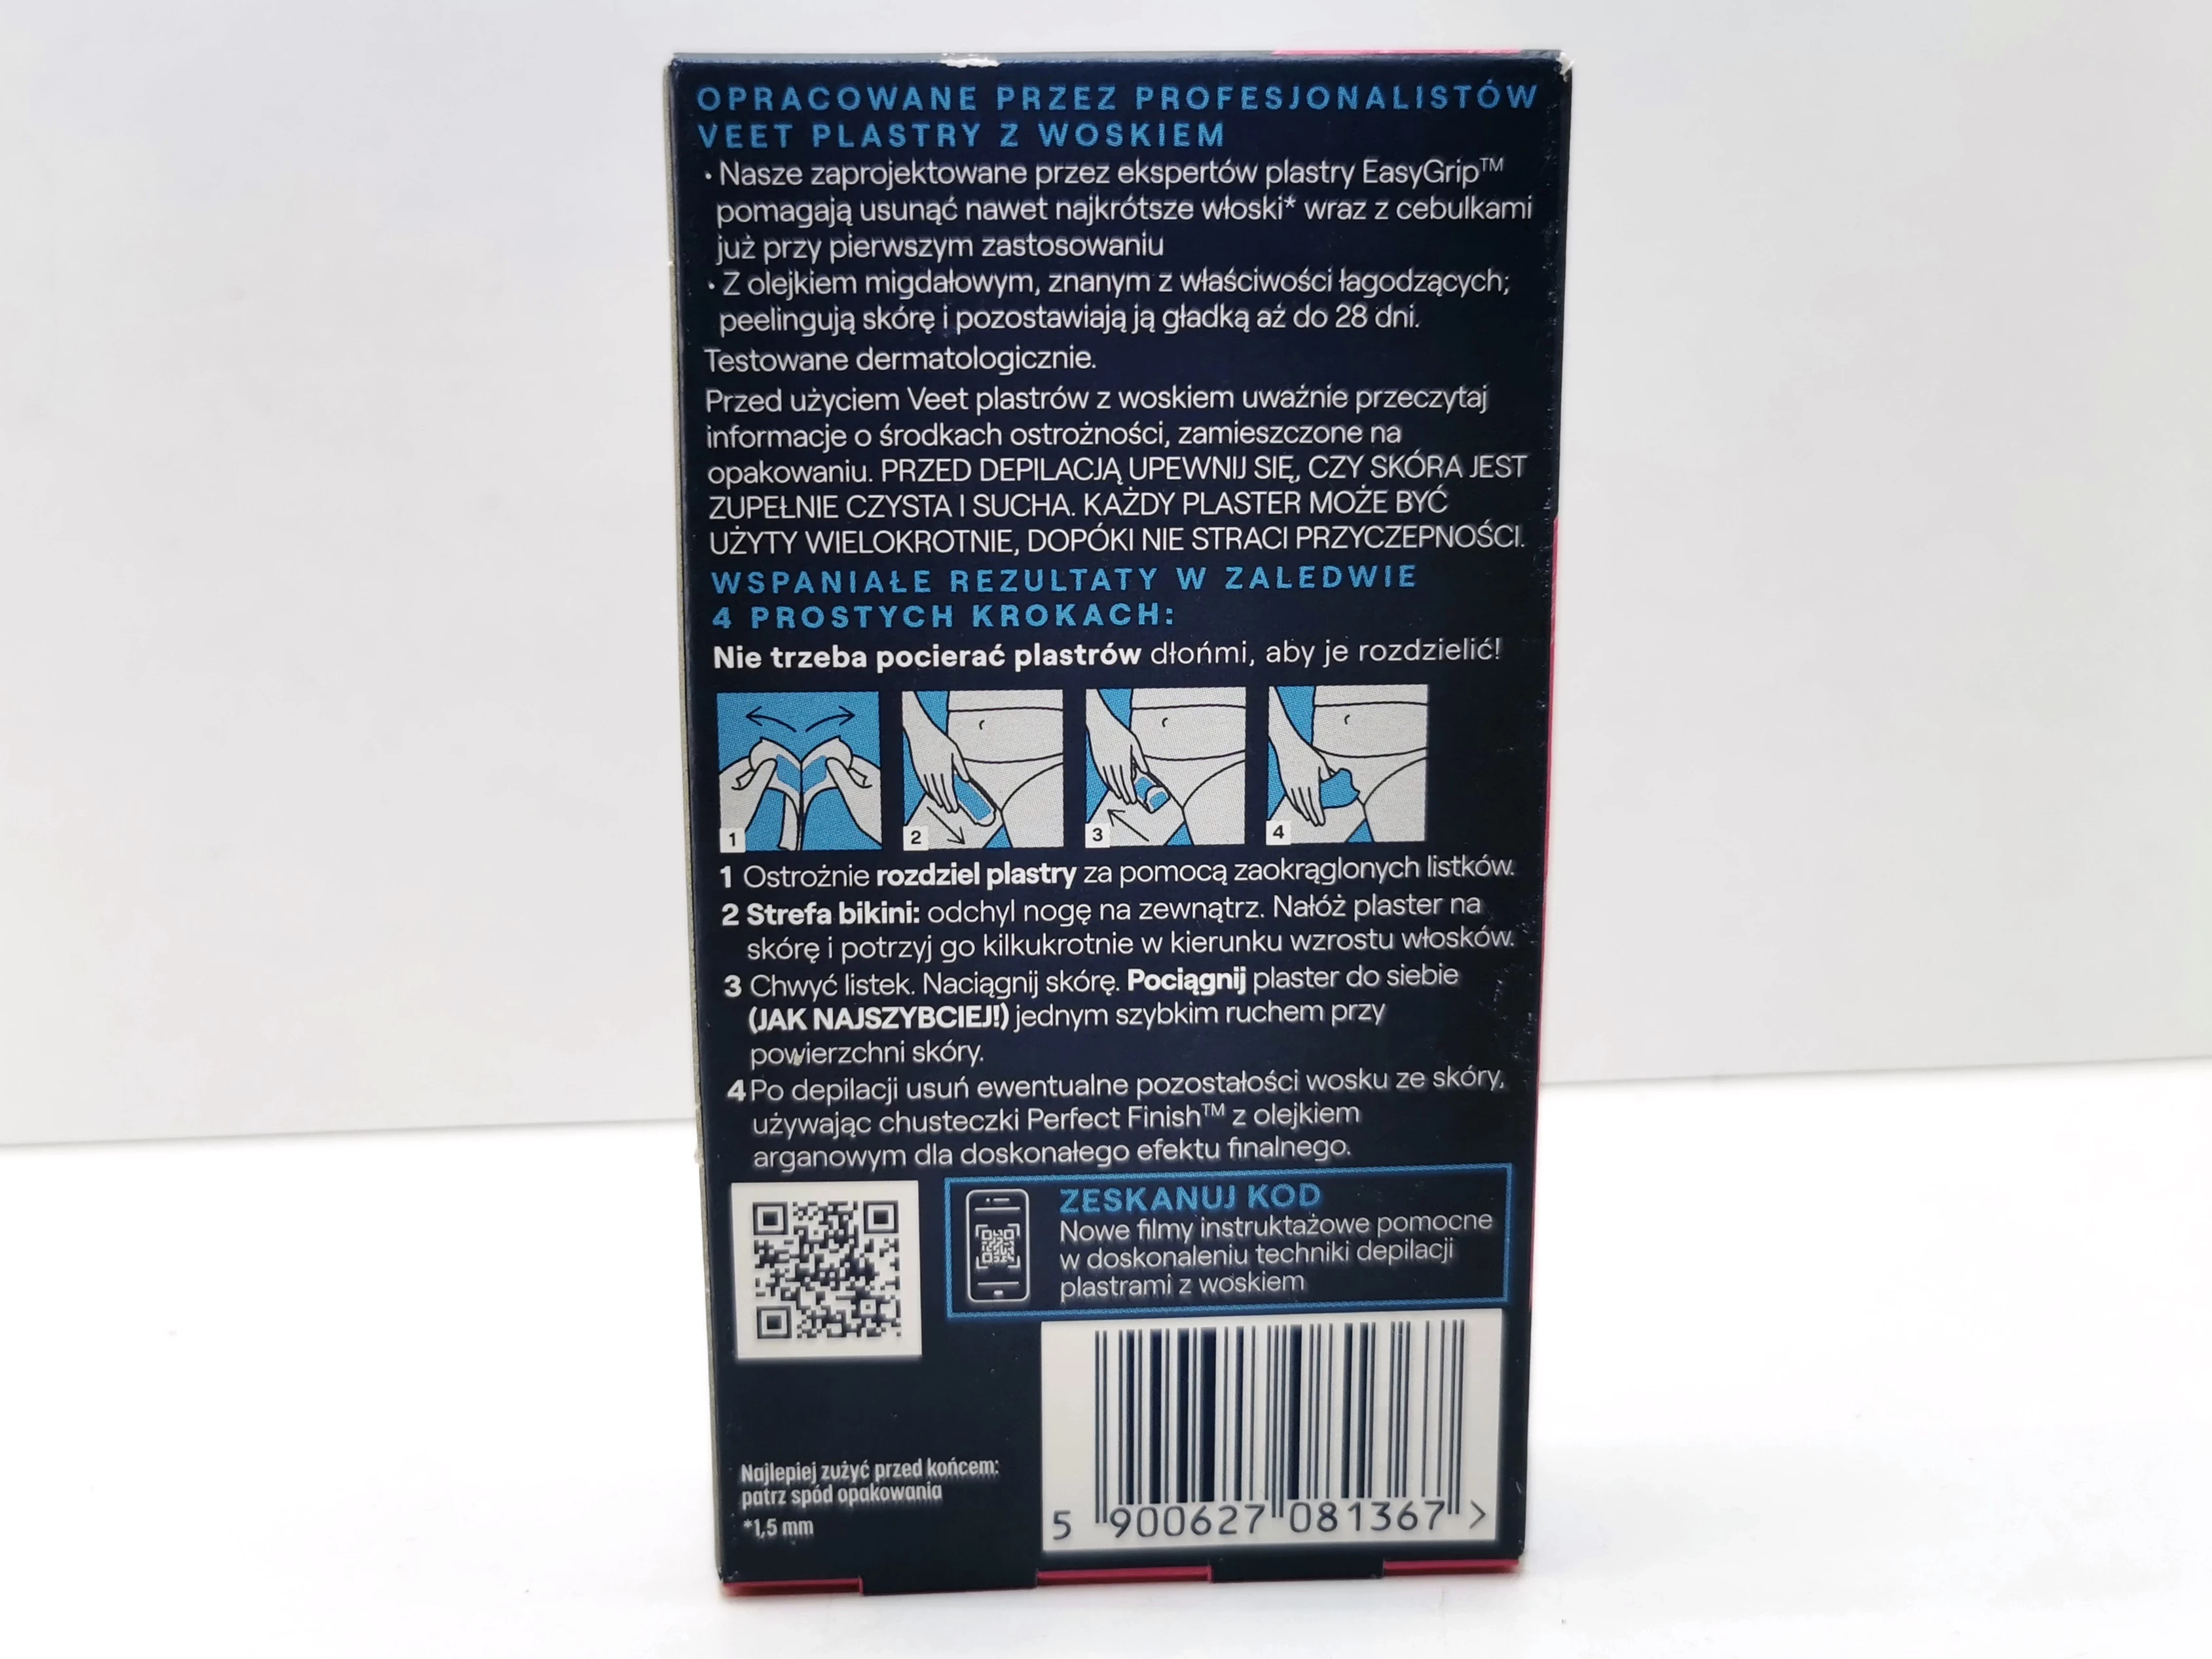 OPRACOWANE PRZEZ PROFESJONALISTÓW
VEET PLASTRY Z WOSKIEM
• Nasze zaprojektowane przez ekspertów plastry EasyGrip™
pomagają usunąć nawet najkrótsze włoski* wraz z cebulkami
już przy pierwszym zastosowaniu
• Z olejkiem migdałowym, znanym z właściwości łagodzących;
peelingują skórę i pozostawiają ją gładką aż do 28 dni.
Testowane dermatologicznie.
Przed użyciem Veet plastrów z woskiem uważnie przeczytaj
informacje o środkach ostrożności, zamieszczone na
opakowaniu. PRZED DEPILACJĄ UPEWNIJ SIĘ, CZY SKÓRA JEST
ZUPEŁNIE CZYSTA I SUCHA. KAŻDY PLASTER MOŻE BYĆ
UŻYTY WIELOKROTNIE, DOPÓKI NIE STRACI PRZYCZEPNOŚCI.
WSPANIAŁE REZULTATY W ZALEDWIE
4 PROSTYCH KROKACH:
Nie trzeba pocierać plastrów dłońmi, aby je rozdzielić!
1 2 3 4
1 Ostrożnie rozdziel plastry za pomocą zaokrąglonych listków.
2 Strefa bikini: odchyl nogę na zewnątrz. Nałóż plaster na
skórę i potrzyj go kilkukrotnie w kierunku wzrostu włosków.
3 Chwyć listek. Naciągnij skórę. Pociągnij plaster do siebie
(JAK NAJSZYBCIEJ!) jednym szybkim ruchem przy
powierzchni skóry.
4 Po depilacji usuń ewentualne pozostałości wosku ze skóry,
używając chusteczki Perfect Finish™ z olejkiem
arganowym dla doskonałego efektu finalnego.
ZESKANUJ KOD
Nowe filmy instruktażowe pomocne
w doskonaleniu techniki depilacji
plastrami z woskiem
Najlepiej zużyć przed końcem:
patrz spód opakowania
*1,5 mm
5 900627 081367 >